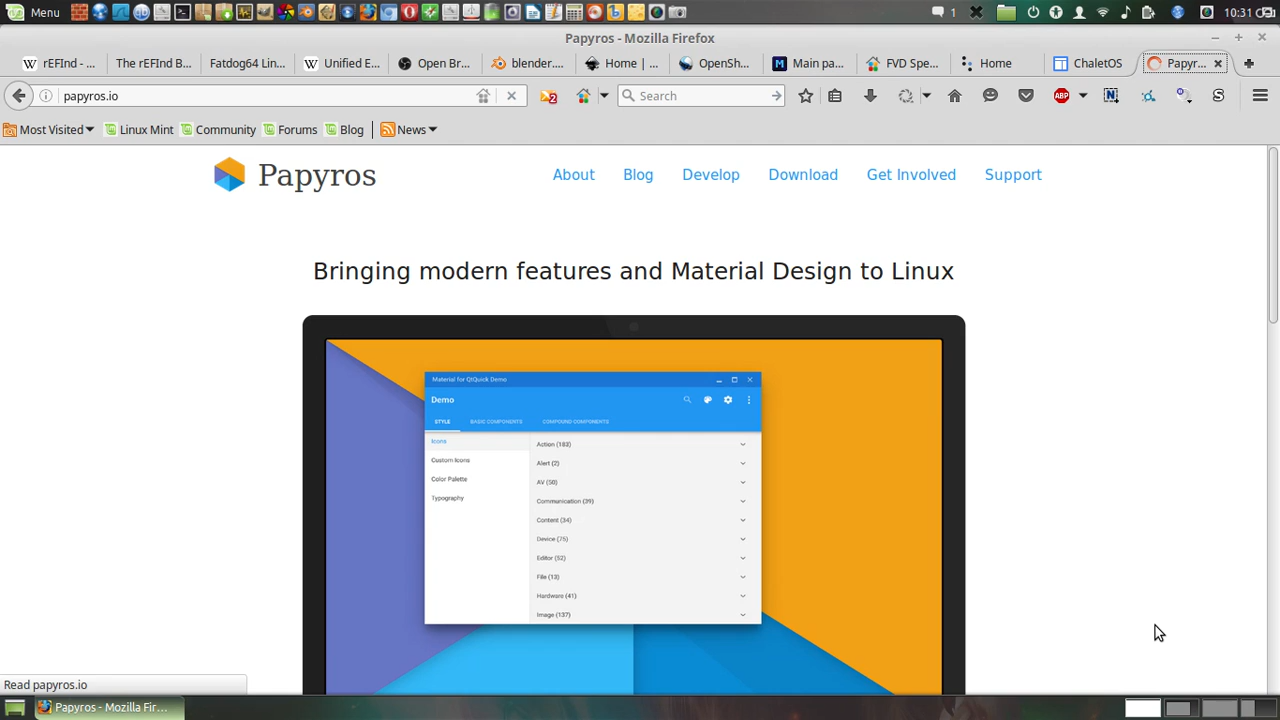 Menu
1
10:31
Papyros - Mozilla Firefox
rEFInd - ...
The rEFInd B...
Fatdog64 Lin...
Unified E...
Open Br...
blender....
Home | ...
OpenSh...
Main pa...
FVD Spe...
Home
ChaletOS
Papyr...
papyros.io
2
Search
ABP
N
S
Most Visited
Linux Mint
Community
Forums
Blog
News
Papyros
About
Blog
Develop
Download
Get Involved
Support
Bringing modern features and Material Design to Linux
Material for QtQuick Demo
Demo
STYLE
BASIC COMPONENTS
COMPOUND COMPONENTS
Icons
Custom Icons
Color Palette
Typography
Action (183)
Alert (2)
AV (50)
Communication (39)
Content (34)
Device (75)
Editor (52)
File (13)
Hardware (41)
Image (137)
Read papyros.io
Papyros - Mozilla Fir...